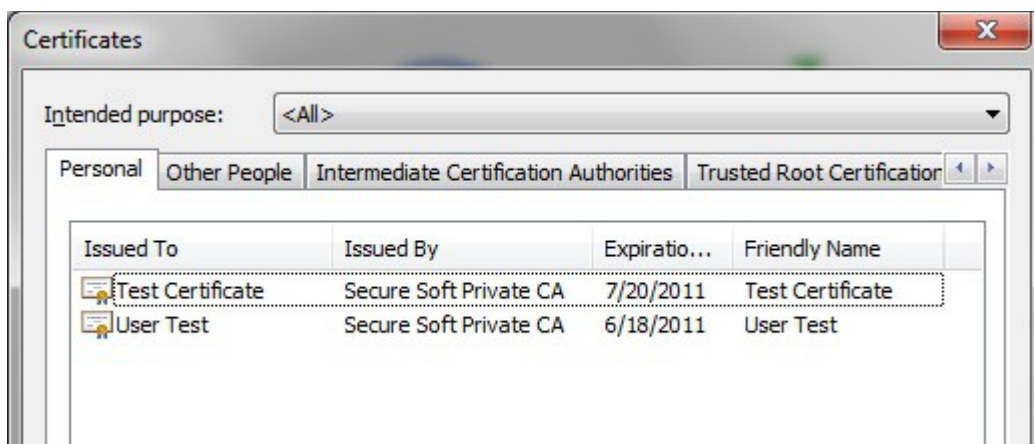 Certificates
Intended purpose: <All>
Personal Other People Intermediate Certification Authorities Trusted Root Certification
Issued To Issued By Expiratio... Friendly Name
Test Certificate Secure Soft Private CA 7/20/2011 Test Certificate
User Test Secure Soft Private CA 6/18/2011 User Test